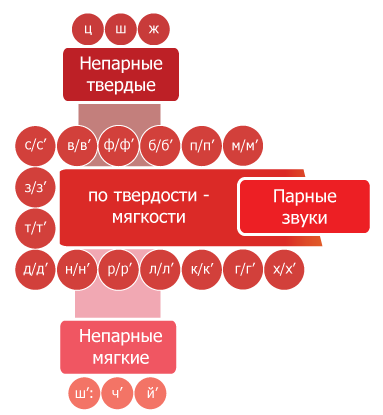 ц ш ж
Непарные
твердые
с/с′ в/в′ ф/ф′ б/б′ п/п′ м/м′
з/з′
по твердости -
мягкости
Парные
звуки
т/т′
д/д′ н/н′ р/р′ л/л′ к/к′ г/г′ х/х′
Непарные
мягкие
ш′: ч′ й′